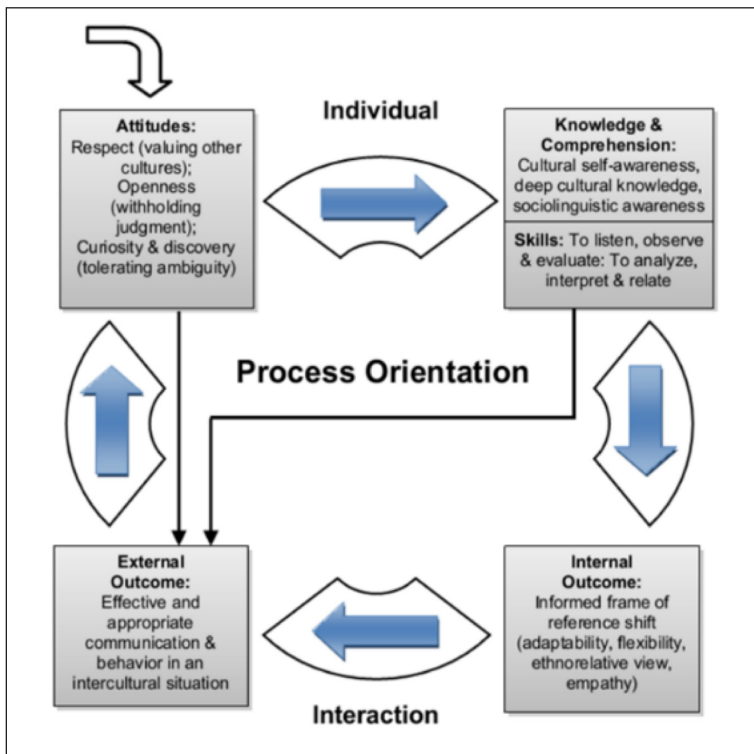 Individual
Attitudes:
Respect (valuing other
cultures);
Openness
(withholding
judgment);
Curiosity & discovery
(tolerating ambiguity)
Knowledge &
Comprehension:
Cultural self-awareness,
deep cultural knowledge,
sociolinguistic awareness
Skills: To listen, observe
& evaluate: To analyze,
interpret & relate
Process Orientation
External
Outcome:
Effective and
appropriate
communication &
behavior in an
intercultural situation
Internal
Outcome:
Informed frame of
reference shift
(adaptability, flexibility,
ethnorelative view,
empathy)
Interaction